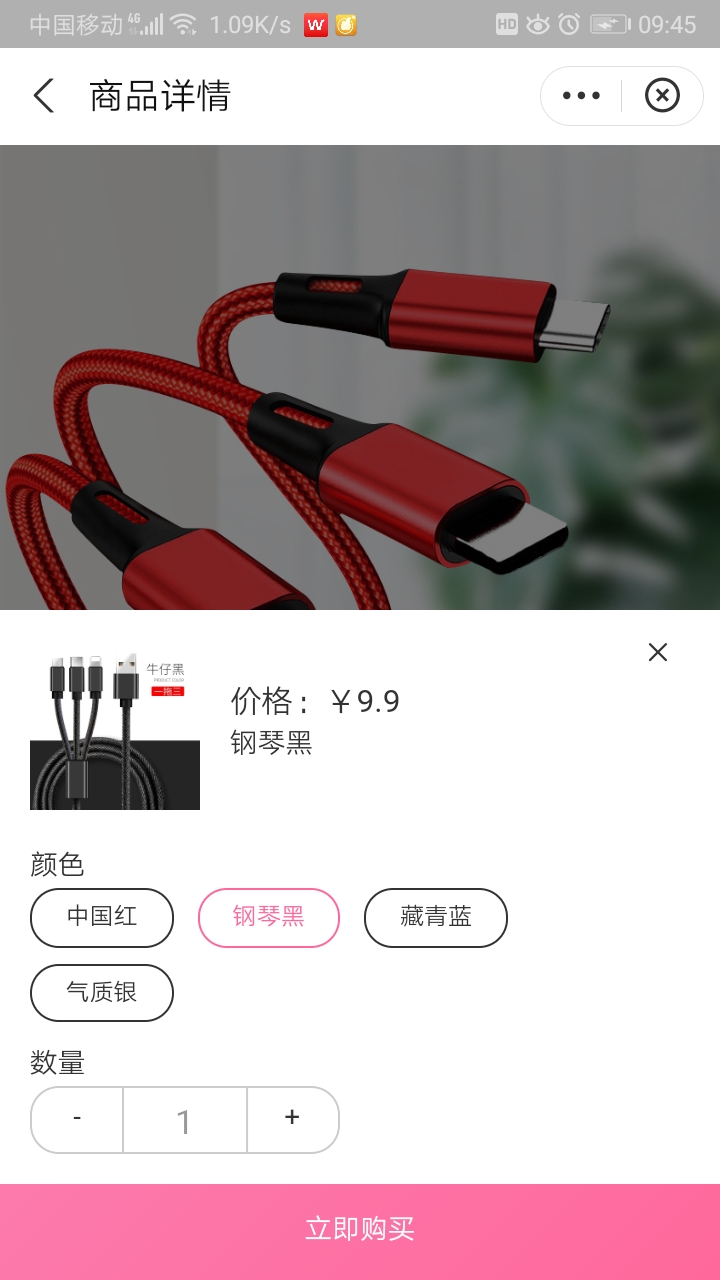 中国移动 4G 1.09K/s W HD 09:45
商品详情
牛仔黑
PRODUCT COLOR
一拖三
价格：￥9.9
钢琴黑
颜色
中国红 钢琴黑 藏青蓝
气质银
数量
- 1 +
立即购买